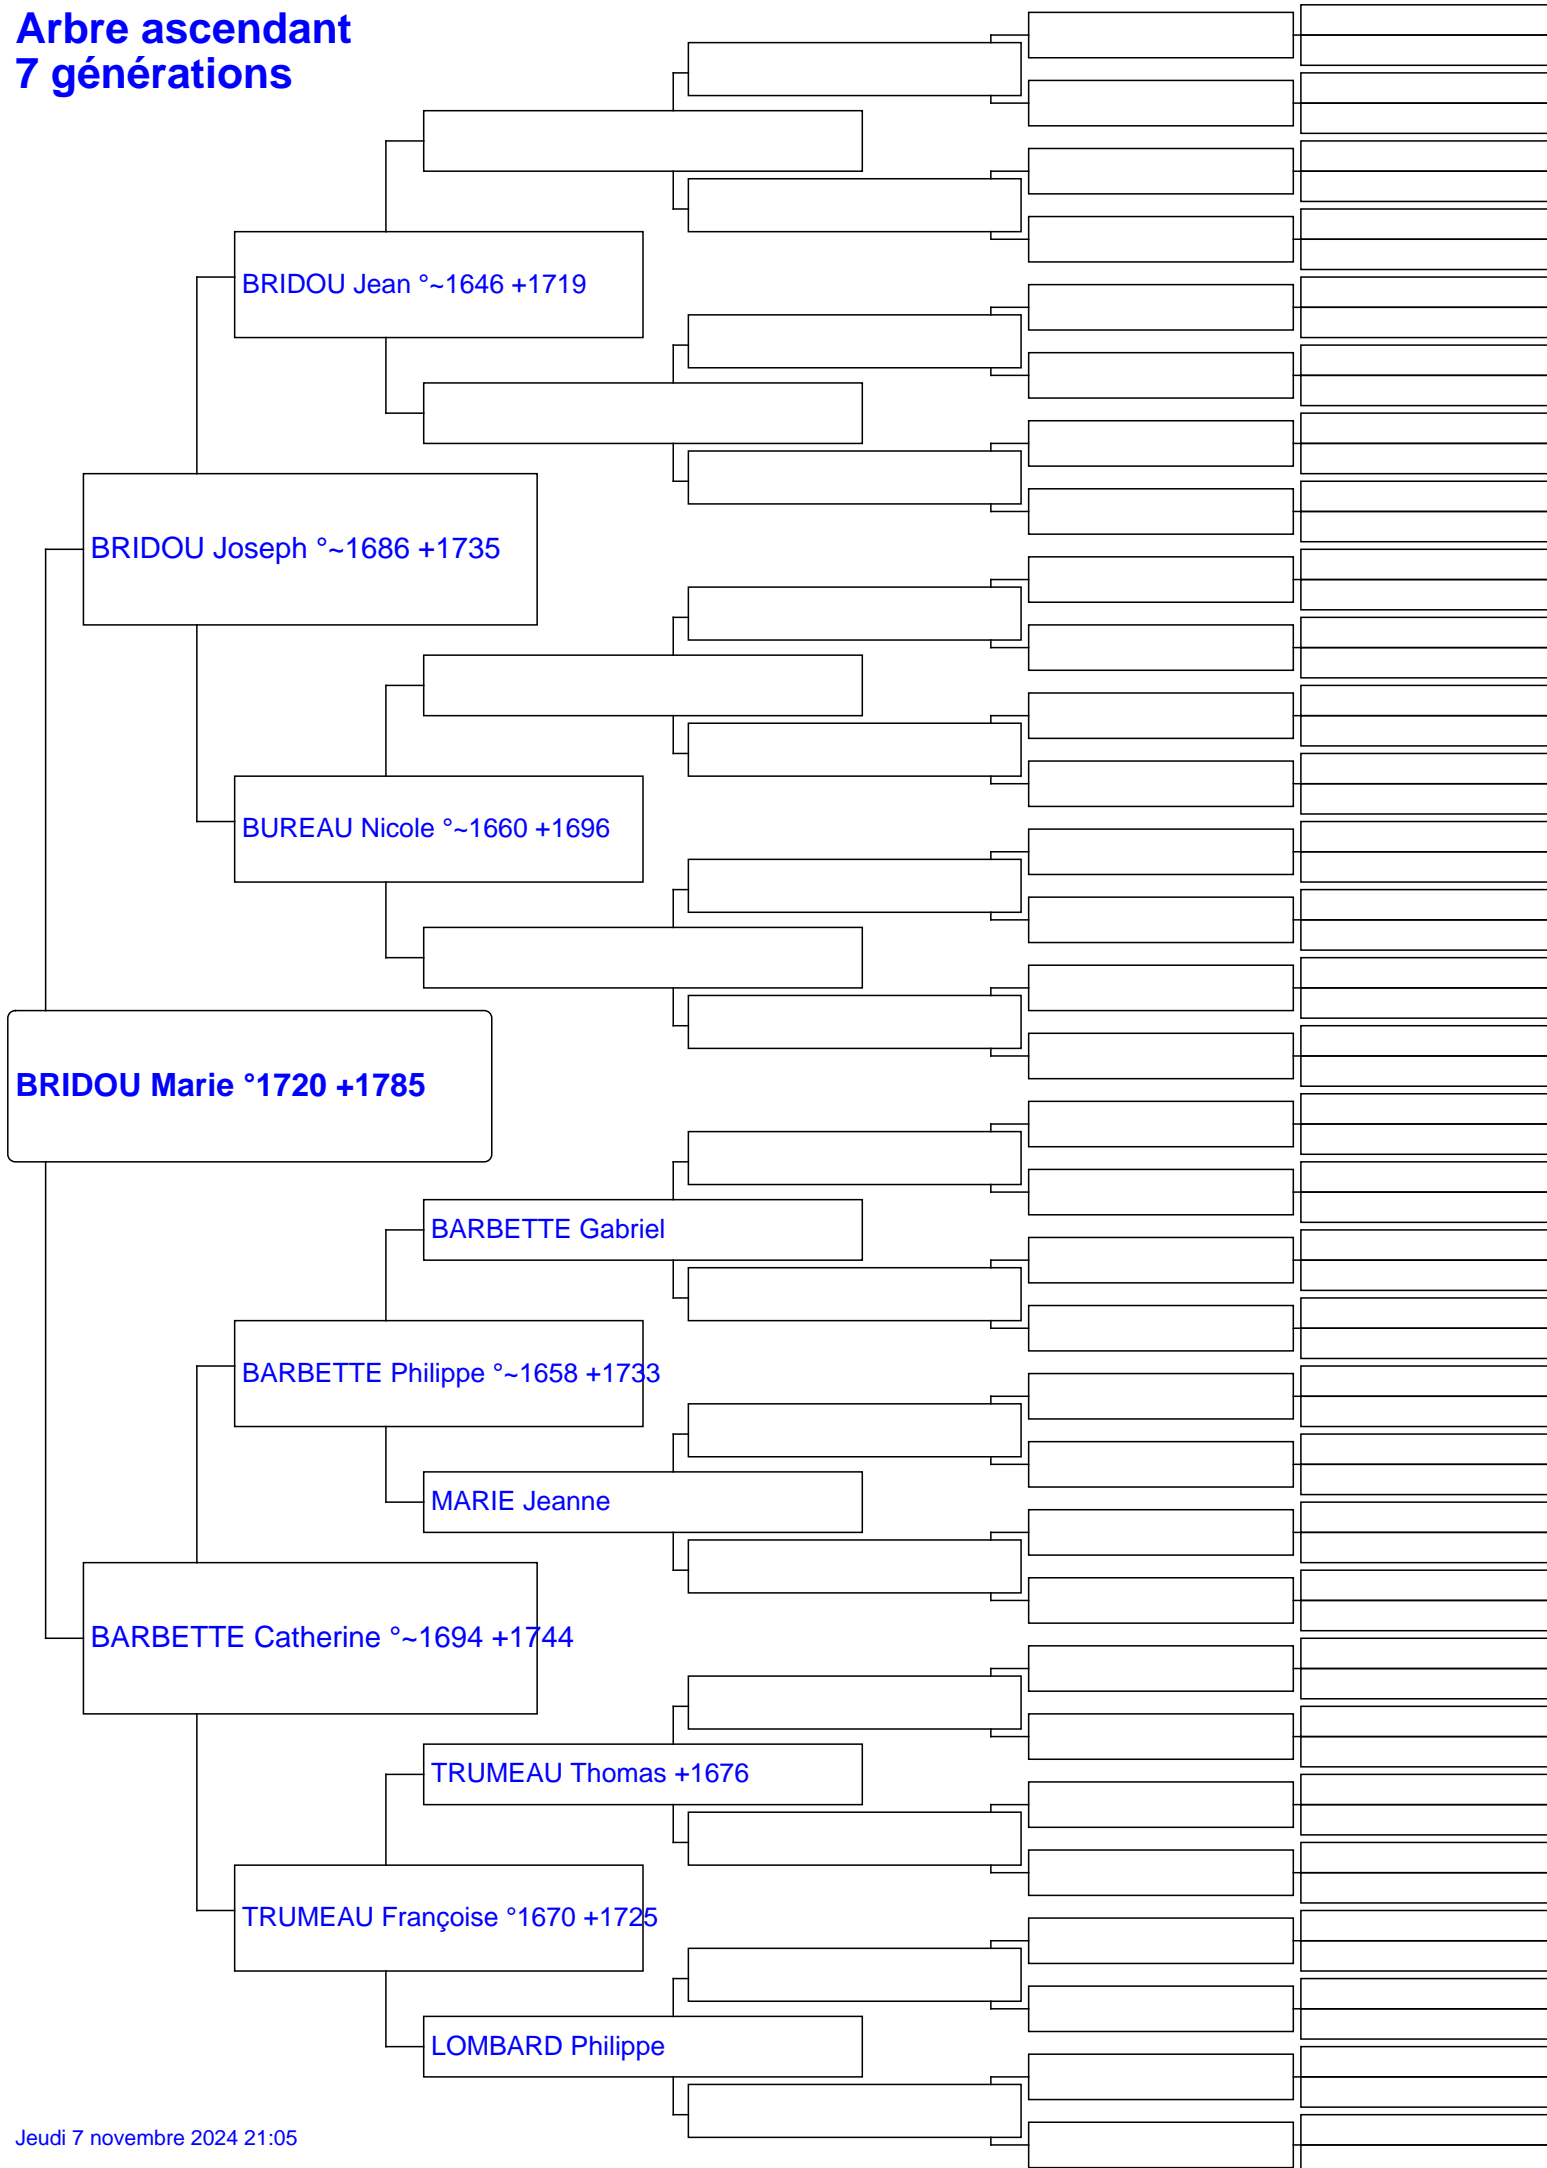 Arbre ascendant
7 générations
BRIDOU Jean °~1646 +1719
BRIDOU Joseph °~1686 +1735
BUREAU Nicole °~1660 +1696
BRIDOU Marie °1720 +1785
BARBETTE Gabriel
BARBETTE Philippe °~1658 +1733
MARIE Jeanne
BARBETTE Catherine °~1694 +1744
TRUMEAU Thomas +1676
TRUMEAU Françoise °1670 +1725
LOMBARD Philippe
Jeudi 7 novembre 2024 21:05